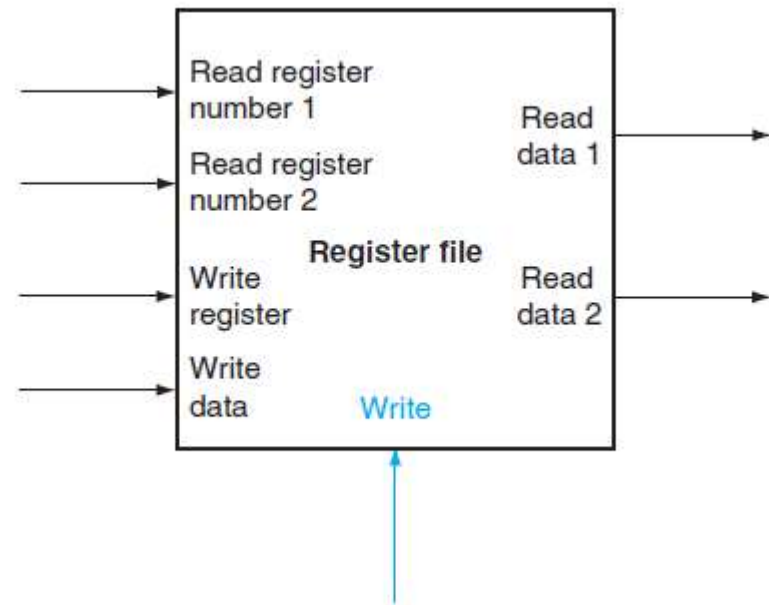 Read register
number 1
Read
data 1
Read register
number 2
Register file
Write
register
Read
data 2
Write
data
Write